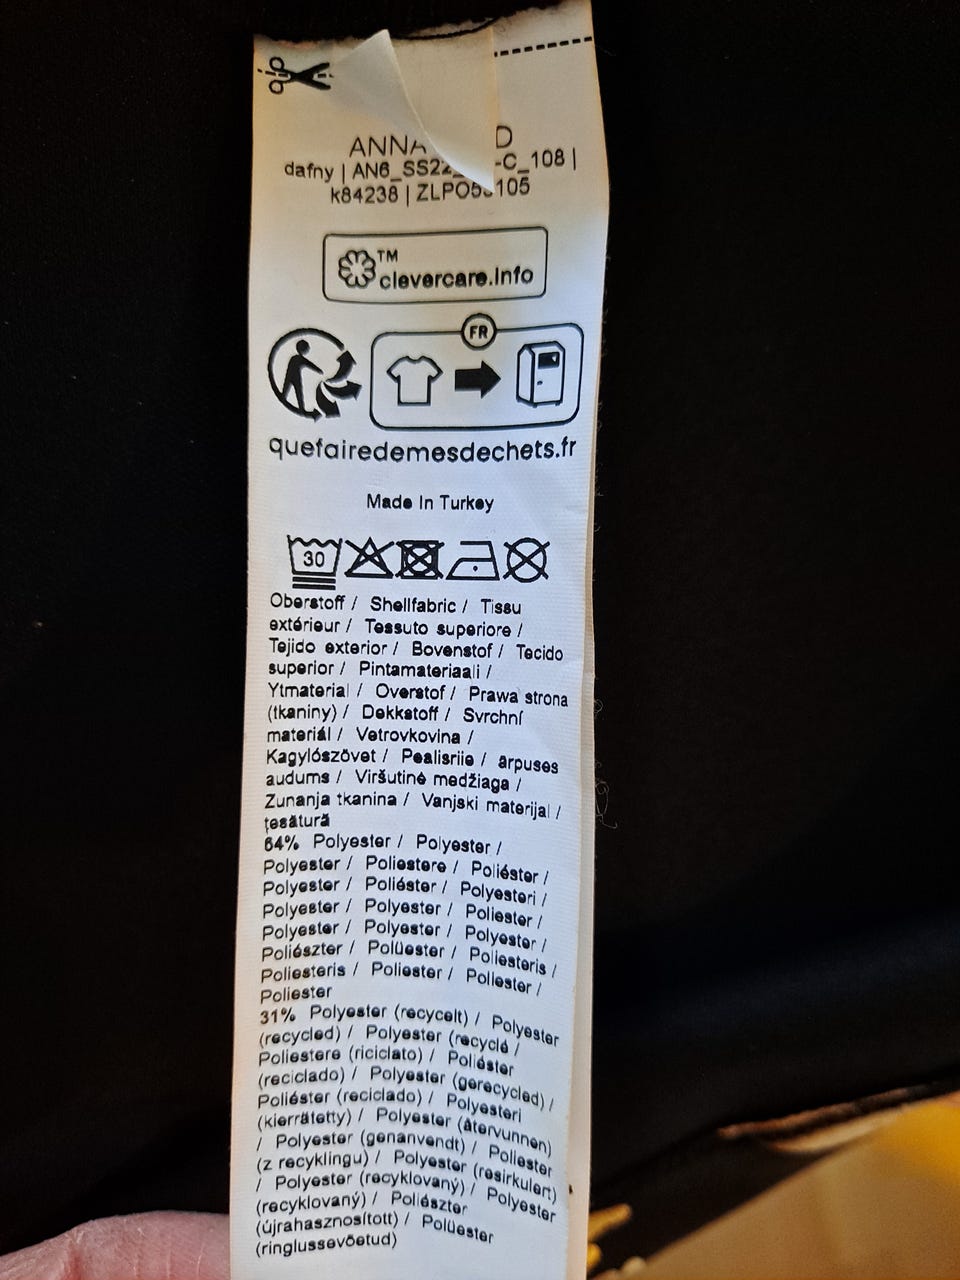 dafny | AN6_SS22 -C_108 |
k84238 |
TM
clevercare.info
FR
quefairedemesdechets.fr
Made In Turkey
30
Oberstoff / Shellfabric / Tissu
extérieur / Tessuto superiore /
Tejido exterior / Bovenstof / Tecido
superior / Pintamateriaali /
Ytmaterial / Overstof / Prawa strona
(tkaniny) / Dekkstoff / Svrchní
materiál / Vetrovkovina /
Kagylószövet / Pealisriie / ārpuses
audums / Viršutinė medžiaga /
Zunanja tkanina / Vanjski materijal /
țesătură
64% Polyester / Polyester /
Polyester / Poliestere / Poliéster /
Polyester / Poliéster / Polyesteri /
Polyester / Polyester / Poliester /
Polyester / Polyester / Polyester /
Poliészter / Polüester / Poliesteris /
Poliesteris / Poliester / Poliester /
Poliester
31% Polyester (recycelt) / Polyester
(recycled) / Polyester (recyclé /
Poliestere (riciclato) / Poliéster
(reciclado) / Polyester (gerecycled) /
Poliéster (reciclado) / Polyesteri
(kierrätetty) / Polyester (återvunnen)
/ Polyester (genanvendt) / Poliester
(z recyklingu) / Polyester (resirkulert)
/ Polyester (recyklovaný) / Polyester
(recyklovaný) / Poliészter
(újrahasznosított) / Polüester
(ringlussevõetud)